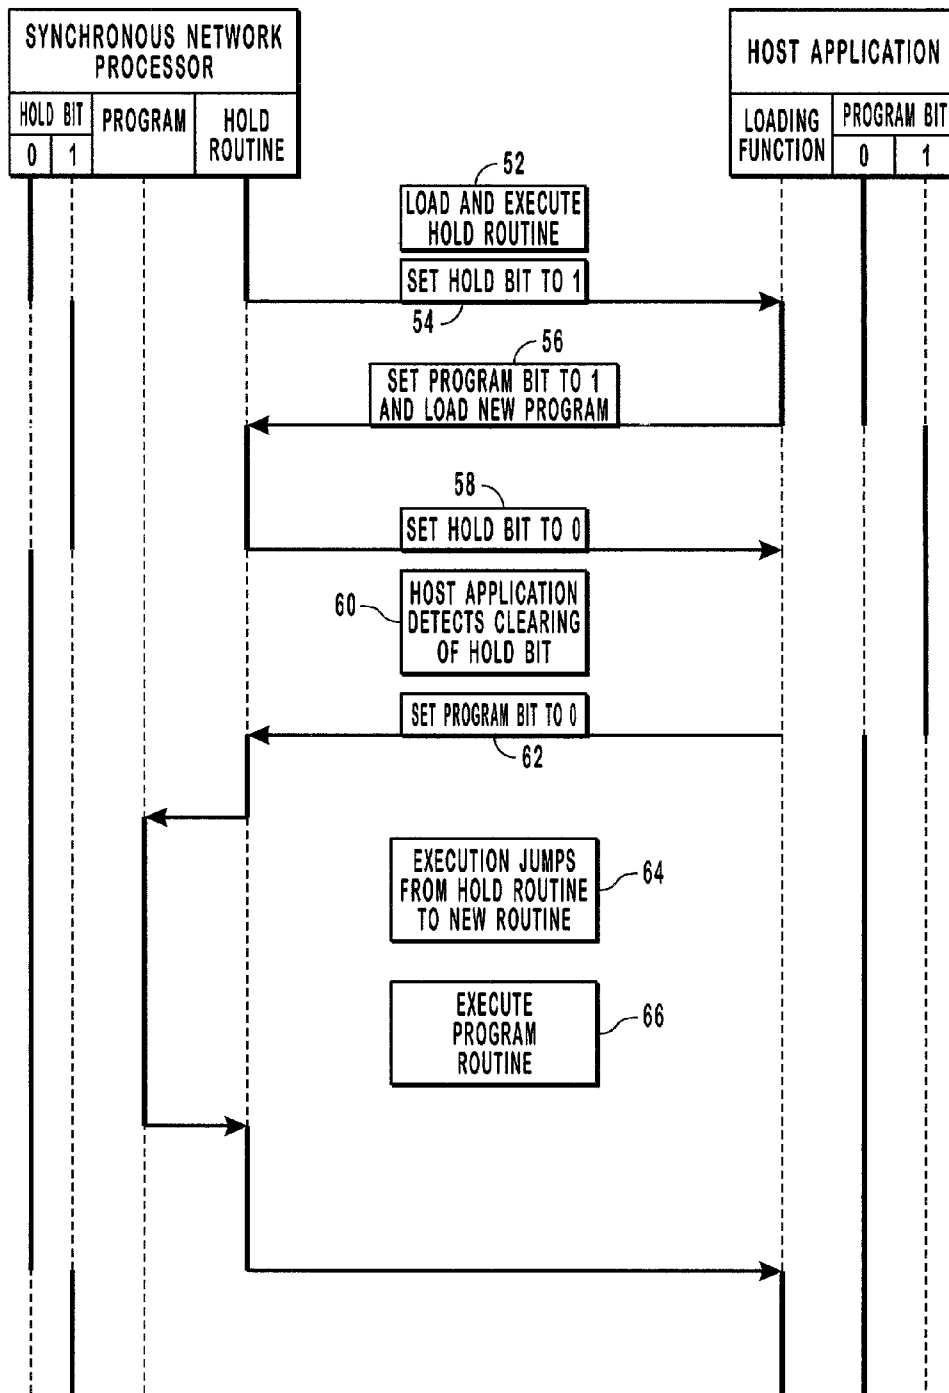 SYNCHRONOUS NETWORK
PROCESSOR
HOLD BIT
0
1
PROGRAM
HOLD
ROUTINE
HOST APPLICATION
LOADING
FUNCTION
PROGRAM BIT
0
1
52
LOAD AND EXECUTE
HOLD ROUTINE
SET HOLD BIT TO 1
54
56
SET PROGRAM BIT TO 1
AND LOAD NEW PROGRAM
58
SET HOLD BIT TO 0
60
HOST APPLICATION
DETECTS CLEARING
OF HOLD BIT
SET PROGRAM BIT TO 0
62
EXECUTION JUMPS
FROM HOLD ROUTINE
TO NEW ROUTINE
64
EXECUTE
PROGRAM
ROUTINE
66